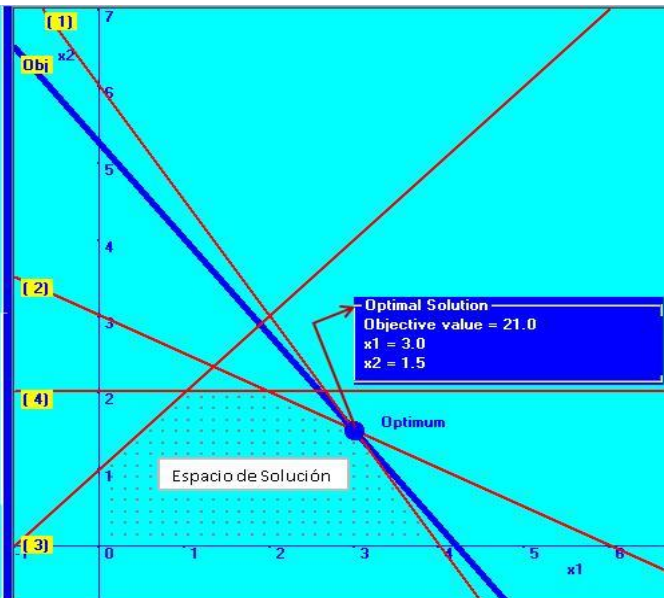 ( 1)
7
x2
Obj
6
5
4
( 2)
3
Optimal Solution
Objective value = 21.0
x1 = 3.0
x2 = 1.5
2
( 4)
Optimum
1
Espacio de Solución
( 3)
0 1 2 3 4 5 6
x1